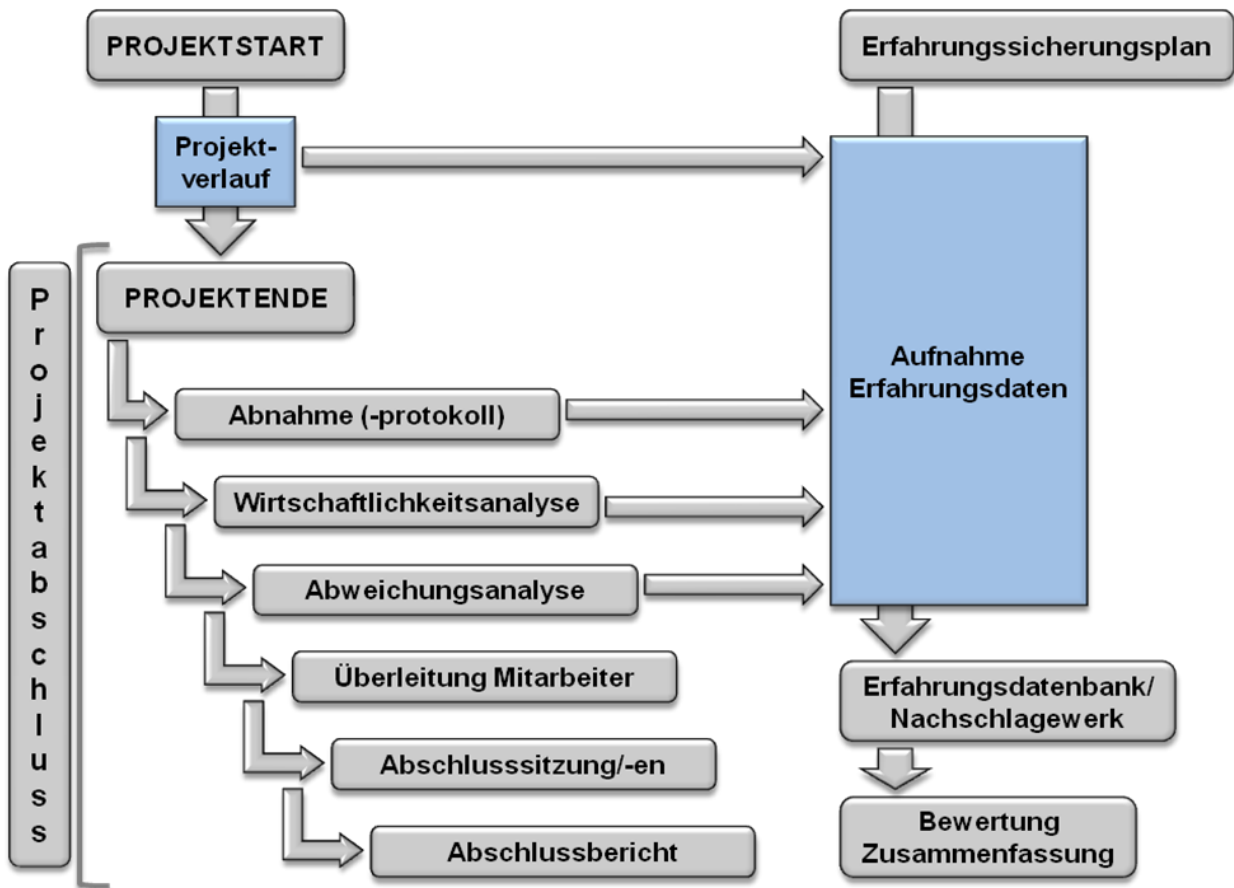 PROJEKTSTART
Erfahrungssicherungsplan
Projekt-
verlauf
Projektabschluss
PROJEKTENDE
Aufnahme
Erfahrungsdaten
Abnahme (-protokoll)
Wirtschaftlichkeitsanalyse
Abweichungsanalyse
Überleitung Mitarbeiter
Erfahrungsdatenbank/
Nachschlagewerk
Abschlusssitzung/-en
Bewertung
Zusammenfassung
Abschlussbericht